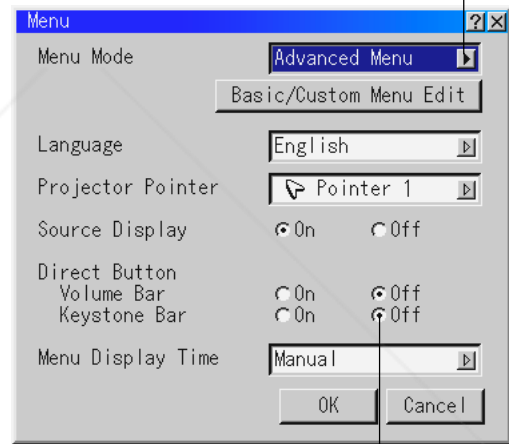 Menu ? ×
Menu Mode Advanced Menu
Basic/Custom Menu Edit
Language English
Projector Pointer Pointer 1
Source Display On Off
Direct Button
Volume Bar On Off
Keystone Bar On Off
Menu Display Time Manual
OK Cancel